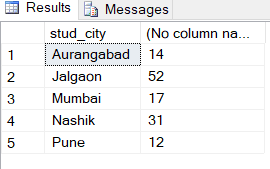 Results Messages
stud_city (No column na...
1 Aurangabad 14
2 Jalgaon 52
3 Mumbai 17
4 Nashik 31
5 Pune 12